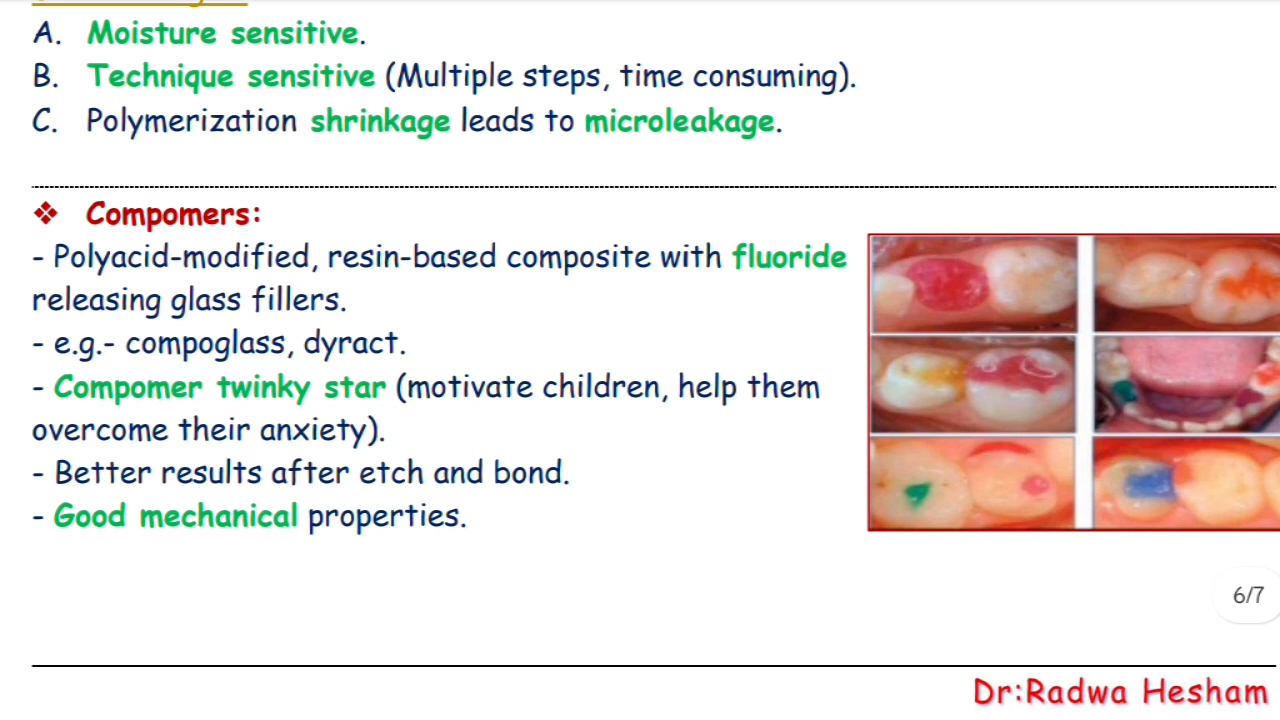 A. Moisture sensitive.
B. Technique sensitive (Multiple steps, time consuming).
C. Polymerization shrinkage leads to microleakage.
❖ Compomers:
- Polyacid-modified, resin-based composite with fluoride
releasing glass fillers.
- e.g.- compoglass, dyract.
- Compomer twinky star (motivate children, help them
overcome their anxiety).
- Better results after etch and bond.
- Good mechanical properties.
6/7
Dr:Radwa Hesham